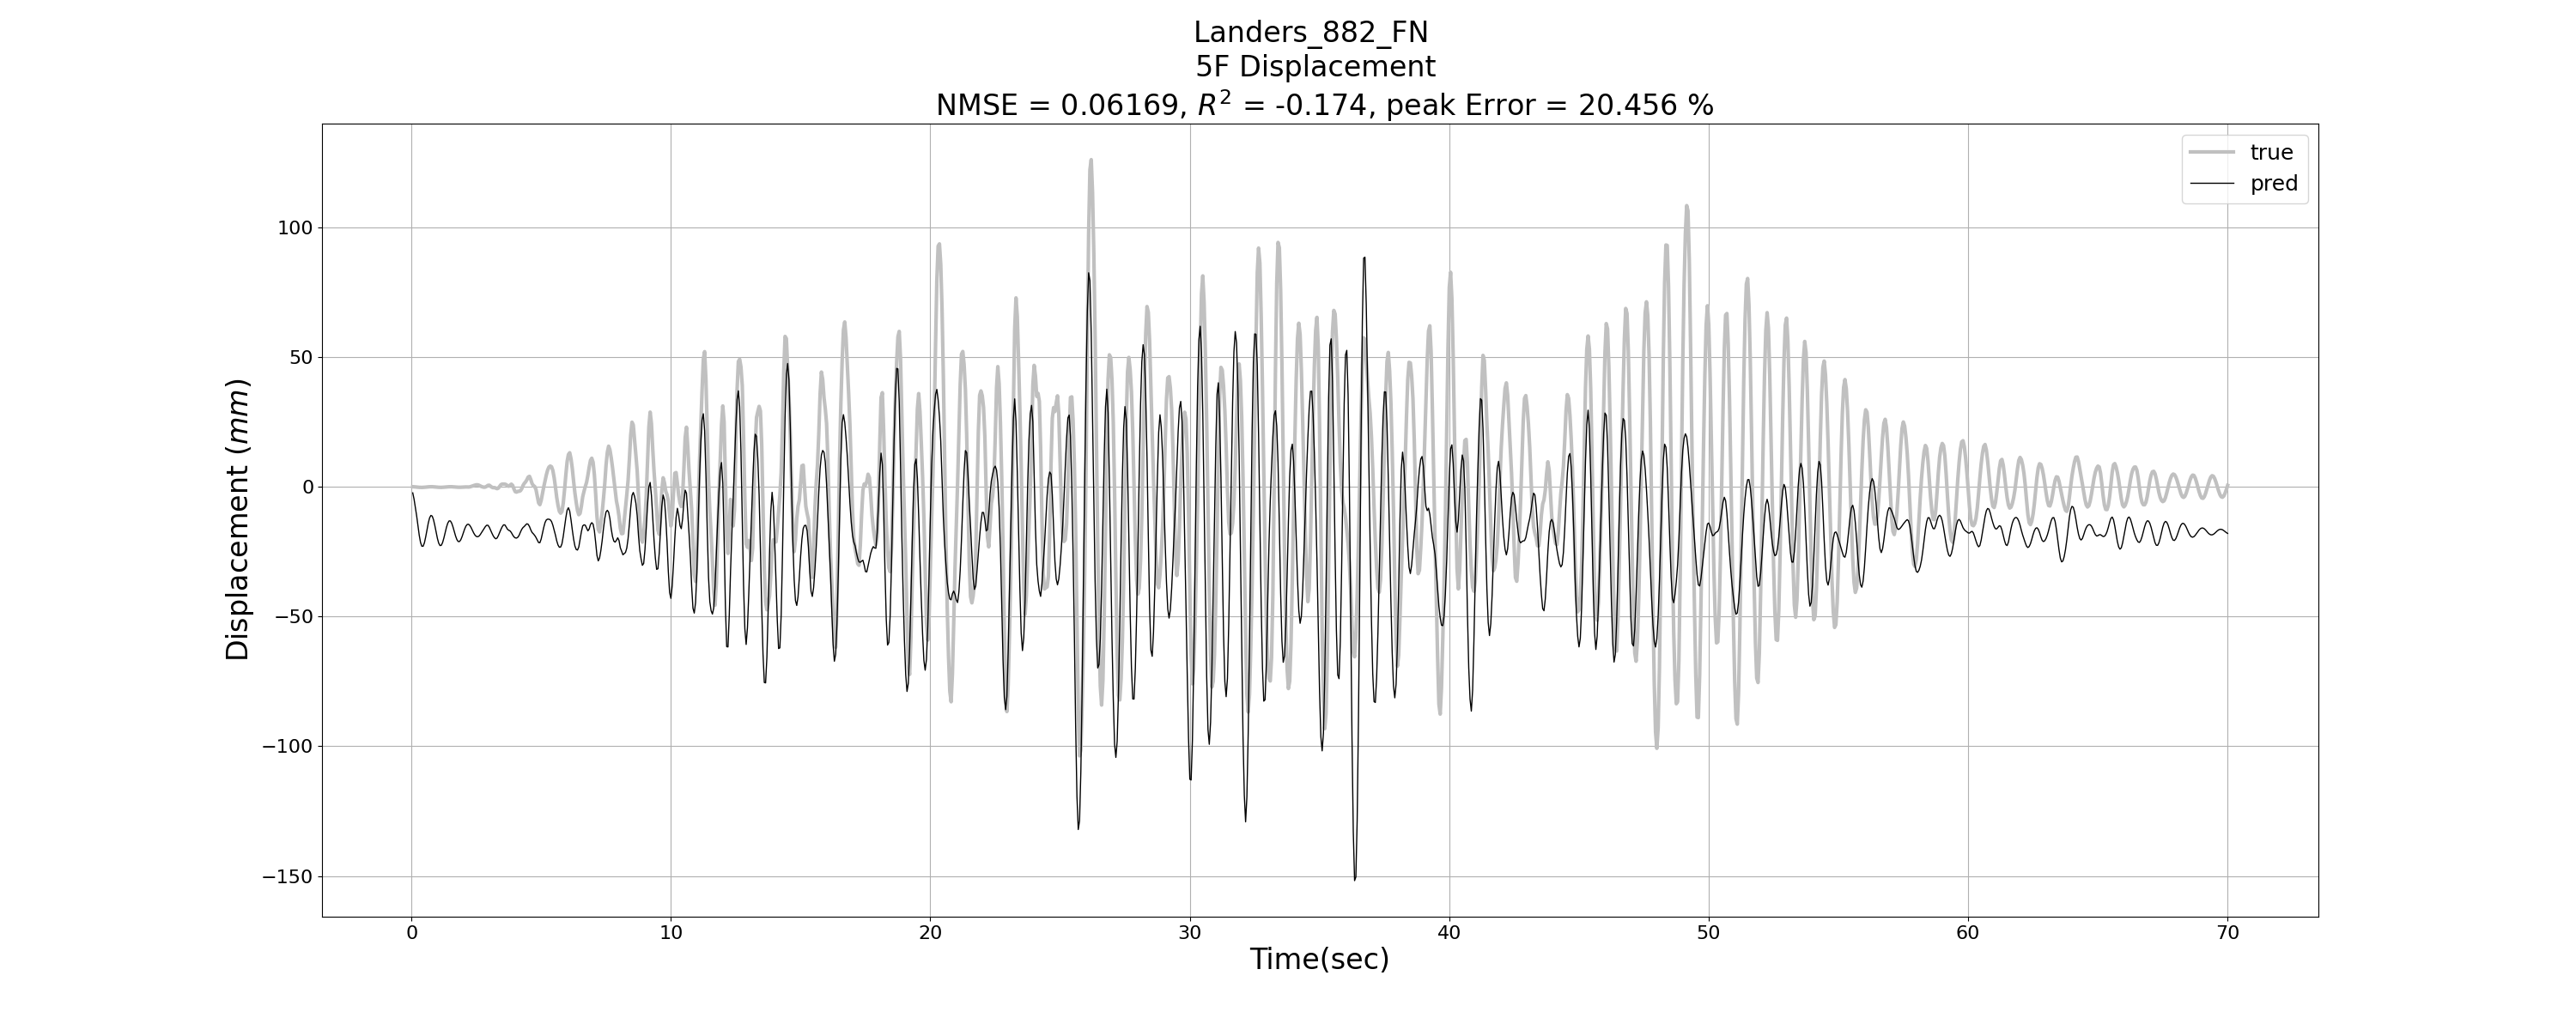 Landers_882_FN
5F Displacement
NMSE = 0.06169, R² = -0.174, peak Error = 20.456 %
true
pred
Displacement (mm)
100
50
0
−50
−100
−150
0 10 20 30 40 50 60 70
Time(sec)